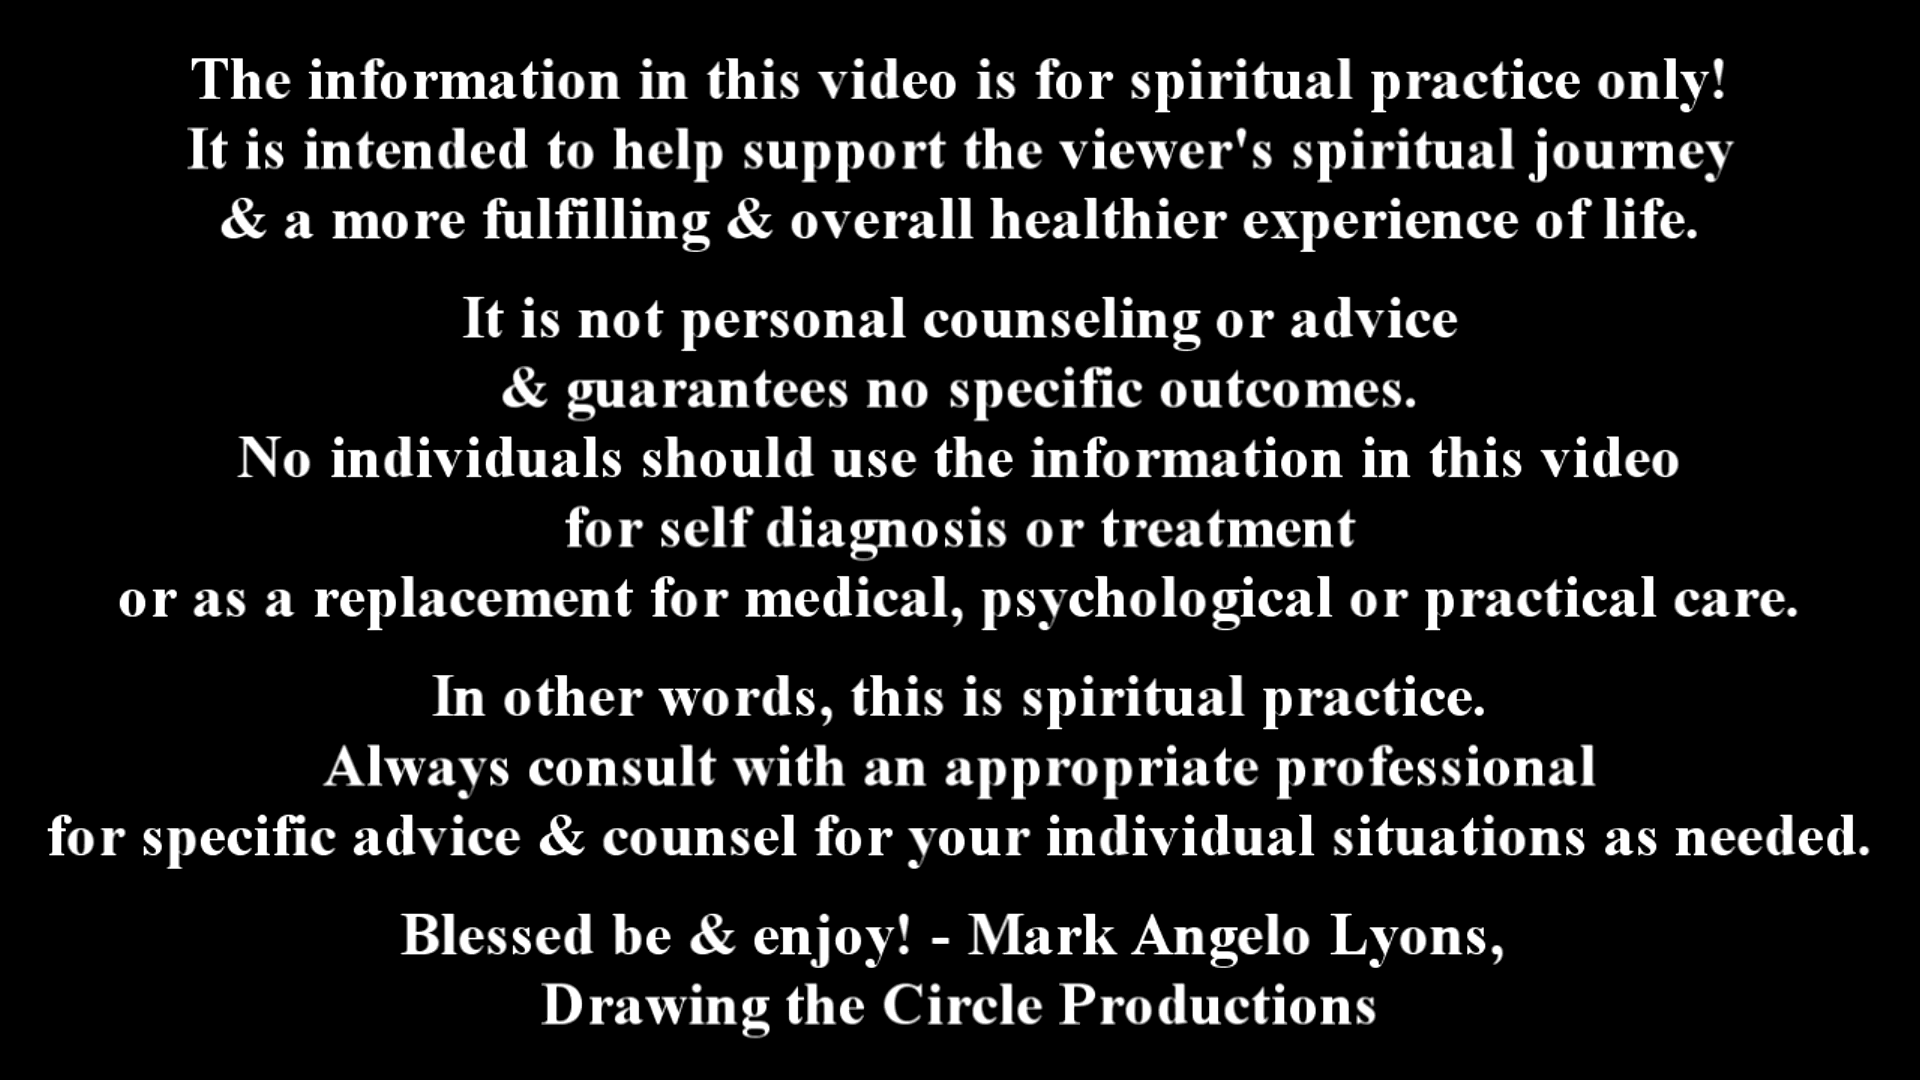 The information in this video is for spiritual practice only!
It is intended to help support the viewer's spiritual journey
& a more fulfilling & overall healthier experience of life.
It is not personal counseling or advice
& guarantees no specific outcomes.
No individuals should use the information in this video
for self diagnosis or treatment
or as a replacement for medical, psychological or practical care.
In other words, this is spiritual practice.
Always consult with an appropriate professional
for specific advice & counsel for your individual situations as needed.
Blessed be & enjoy! - Mark Angelo Lyons,
Drawing the Circle Productions